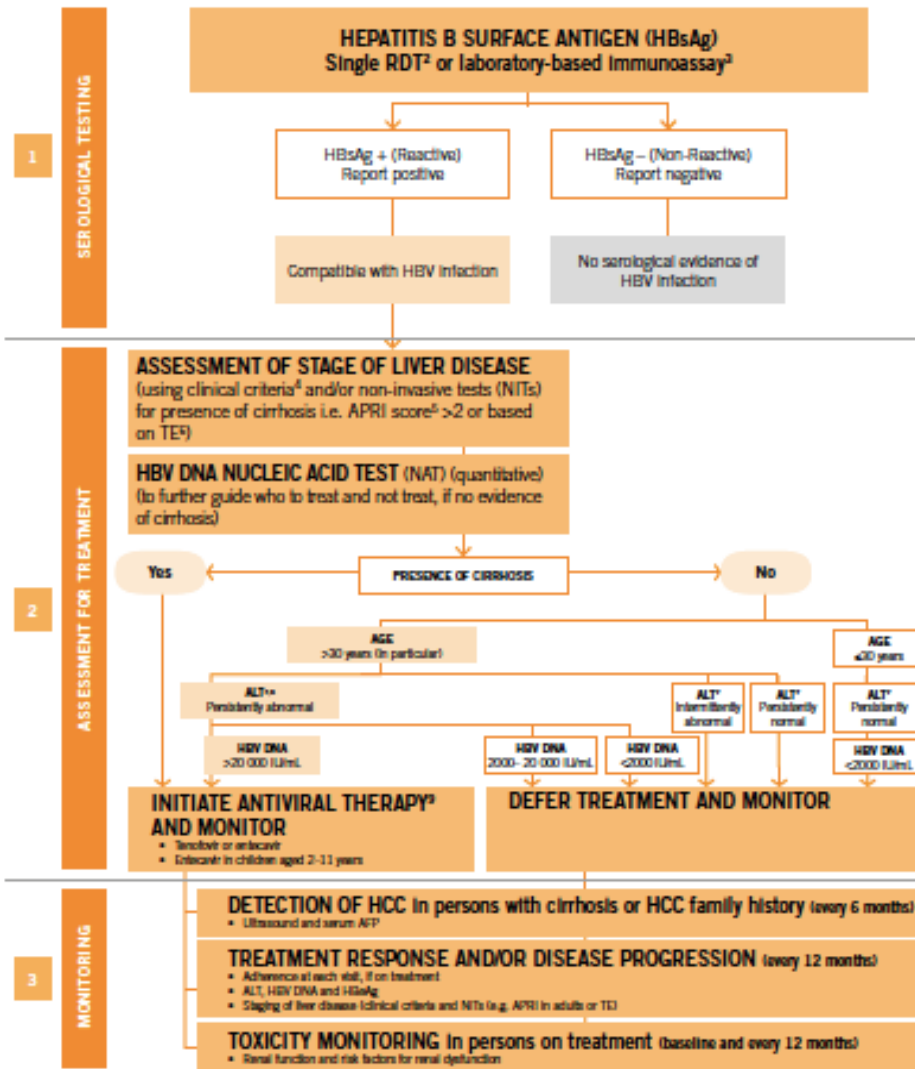 1
SEROLOGICAL TESTING
HEPATITIS B SURFACE ANTIGEN (HBsAg)
Single RDT² or laboratory-based immunoassay³
HBsAg + (Reactive)
Report positive
HBsAg – (Non-Reactive)
Report negative
Compatible with HBV infection
No serological evidence of
HBV infection
2
ASSESSMENT FOR TREATMENT
ASSESSMENT OF STAGE OF LIVER DISEASE
(using clinical criteria⁴ and/or non-invasive tests (NITs)
for presence of cirrhosis i.e. APRI score⁵ >2 or based
on TE⁶)
HBV DNA NUCLEIC ACID TEST (NAT) (quantitative)
(to further guide who to treat and not treat, if no evidence
of cirrhosis)
Yes
PRESENCE OF CIRRHOSIS
No
AGE
>30 years (in particular)
AGE
≤30 years
ALT
Persistently abnormal
ALT⁷
Intermittently
abnormal
ALT⁷
Persistently
normal
ALT⁷
Persistently
normal
HBV DNA
>20 000 IU/mL
HBV DNA
2000– 20 000 IU/mL
HBV DNA
<2000 IU/mL
HBV DNA
<2000 IU/mL
INITIATE ANTIVIRAL THERAPY⁹
AND MONITOR
• Tenofovir or entecavir
• Entecavir in children aged 2–11 years
DEFER TREATMENT AND MONITOR
3
MONITORING
DETECTION OF HCC in persons with cirrhosis or HCC family history (every 6 months)
• Ultrasound and serum AFP
TREATMENT RESPONSE AND/OR DISEASE PROGRESSION (every 12 months)
• Adherence at each visit, if on treatment
• ALT, HBV DNA and HBeAg
• Staging of liver disease (clinical criteria and NITs (e.g. APRI in adults or TE)
TOXICITY MONITORING in persons on treatment (baseline and every 12 months)
• Renal function and risk factors for renal dysfunction